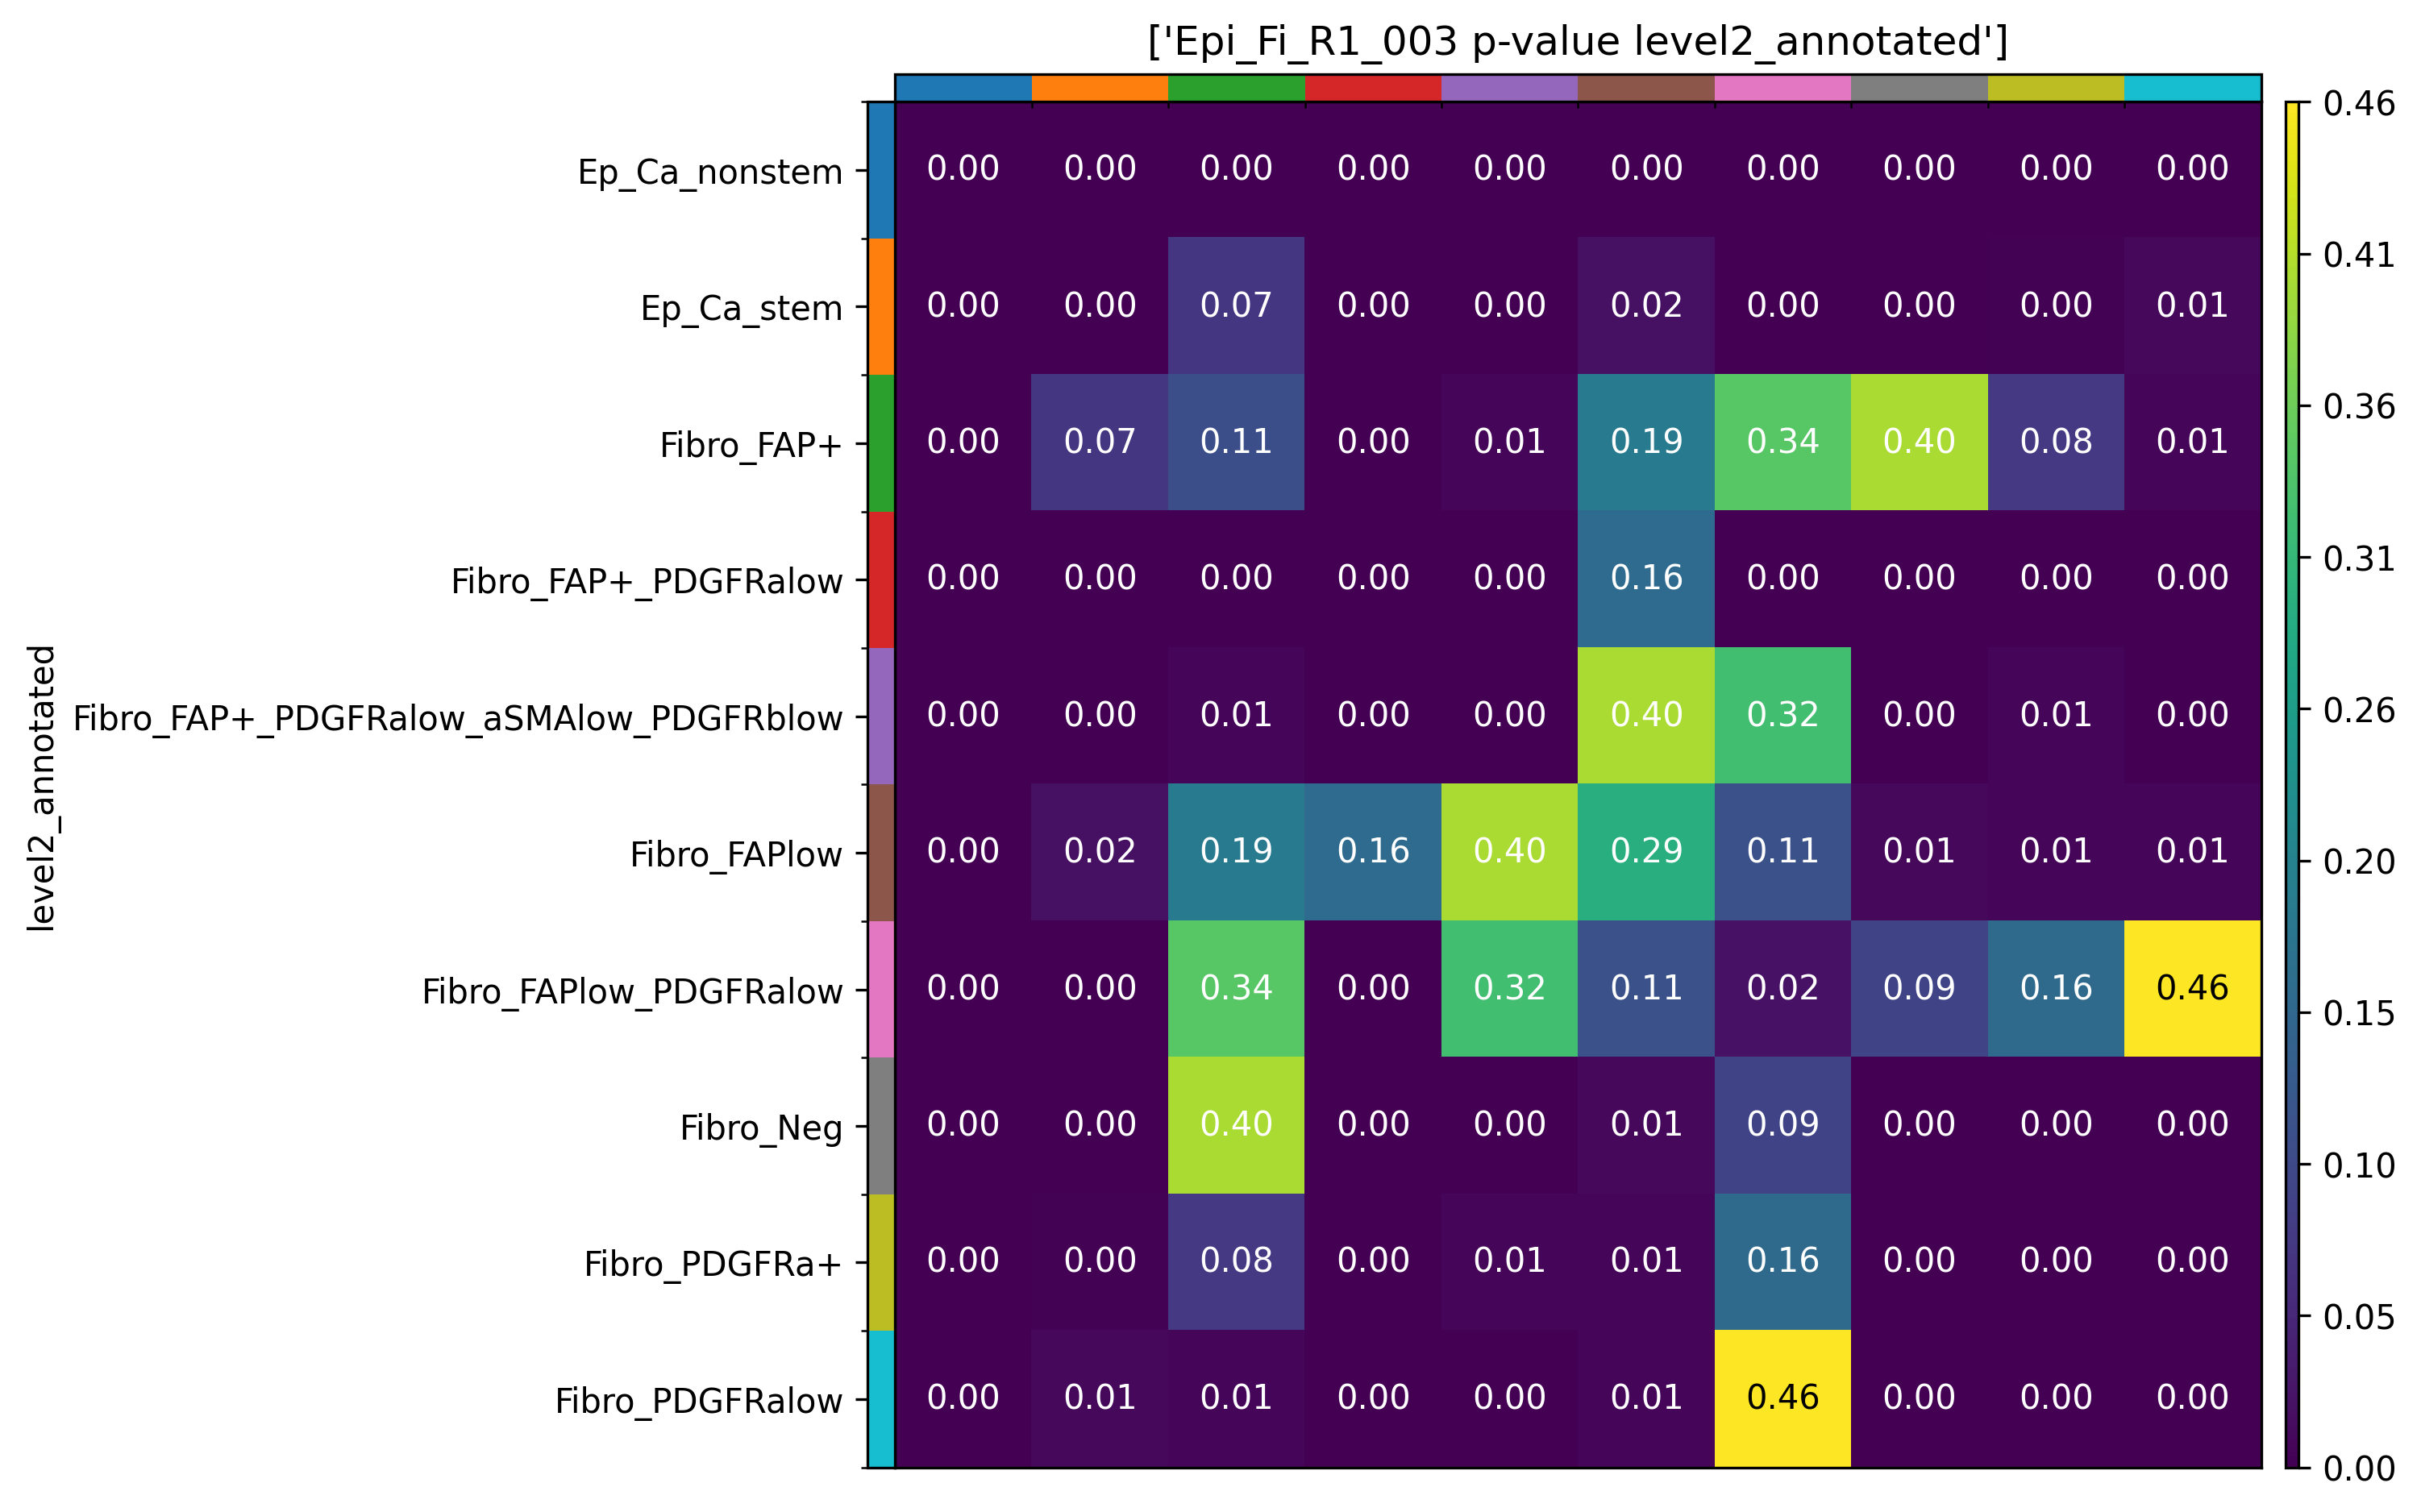 ['Epi_Fi_R1_003 p-value level2_annotated']
level2_annotated
Ep_Ca_nonstem 0.00 0.00 0.00 0.00 0.00 0.00 0.00 0.00 0.00 0.00
Ep_Ca_stem 0.00 0.00 0.07 0.00 0.00 0.02 0.00 0.00 0.00 0.01
Fibro_FAP+ 0.00 0.07 0.11 0.00 0.01 0.19 0.34 0.40 0.08 0.01
Fibro_FAP+_PDGFRalow 0.00 0.00 0.00 0.00 0.00 0.16 0.00 0.00 0.00 0.00
Fibro_FAP+_PDGFRalow_aSMAlow_PDGFRblow 0.00 0.00 0.01 0.00 0.00 0.40 0.32 0.00 0.01 0.00
Fibro_FAPlow 0.00 0.02 0.19 0.16 0.40 0.29 0.11 0.01 0.01 0.01
Fibro_FAPlow_PDGFRalow 0.00 0.00 0.34 0.00 0.32 0.11 0.02 0.09 0.16 0.46
Fibro_Neg 0.00 0.00 0.40 0.00 0.00 0.01 0.09 0.00 0.00 0.00
Fibro_PDGFRa+ 0.00 0.00 0.08 0.00 0.01 0.01 0.16 0.00 0.00 0.00
Fibro_PDGFRalow 0.00 0.01 0.01 0.00 0.00 0.01 0.46 0.00 0.00 0.00
0.46
0.41
0.36
0.31
0.26
0.20
0.15
0.10
0.05
0.00